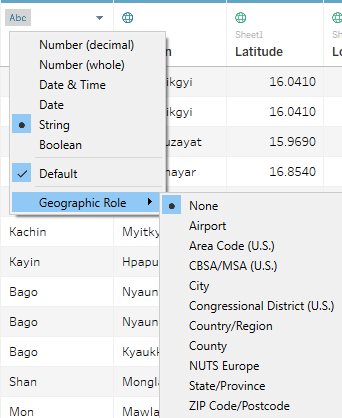 Abc
Sheet1
n
Latitude
Lo
Number (decimal)
Number (whole)
Date & Time
Date
String
Boolean
Default
Geographic Role
ikgyi
16.0410
ikgyi
16.0410
uzayat
15.9690
nayar
16.8540
None
Airport
Area Code (U.S.)
CBSA/MSA (U.S.)
City
Congressional District (U.S.)
Country/Region
County
NUTS Europe
State/Province
ZIP Code/Postcode
Kachin
Myitky
Kayin
Hpapu
Bago
Nyaun
Bago
Nyaun
Bago
Kyaukk
Shan
Mongla
Mon
Mawla